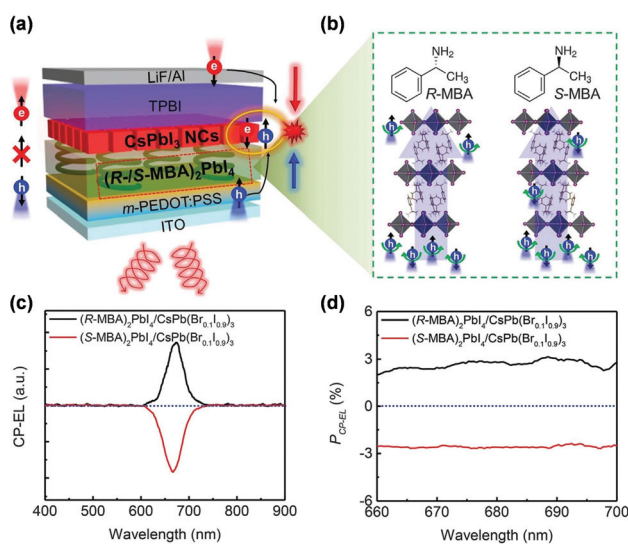 (a)
e
LiF/Al
TPBI
CsPbI₃ NCs
e
h
(R-/S-MBA)₂PbI₄
m-PEDOT:PSS
h
ITO
e
h
(b)
NH₂
CH₃
R-MBA
NH₂
CH₃
S-MBA
h
h
h
h
h
h
h
h
h
h
h
(c)
(R-MBA)₂PbI₄/CsPb(Br₀.₁I₀.₉)₃
(S-MBA)₂PbI₄/CsPb(Br₀.₁I₀.₉)₃
CP-EL (a.u.)
400 500 600 700 800 900
Wavelength (nm)
(d)
(R-MBA)₂PbI₄/CsPb(Br₀.₁I₀.₉)₃
(S-MBA)₂PbI₄/CsPb(Br₀.₁I₀.₉)₃
P_CP-EL (%)
6
3
0
-3
-6
660 670 680 690 700
Wavelength (nm)